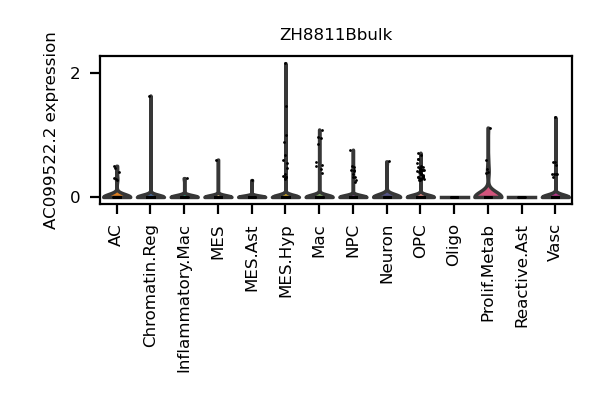 ZH8811Bbulk
AC099522.2 expression
2
0
AC
Chromatin.Reg
Inflammatory.Mac
MES
MES.Ast
MES.Hyp
Mac
NPC
Neuron
OPC
Oligo
Prolif.Metab
Reactive.Ast
Vasc